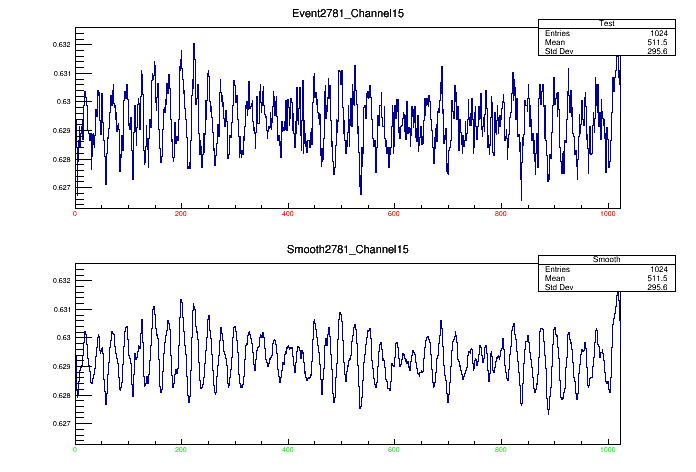 Event2781_Channel15
Test
Entries 1024
Mean 511.5
Std Dev 295.6
0.632
0.631
0.63
0.629
0.628
0.627
0 200 400 600 800 1000
Smooth2781_Channel15
Smooth
Entries 1024
Mean 511.5
Std Dev 295.6
0.632
0.631
0.63
0.629
0.628
0.627
0 200 400 600 800 1000